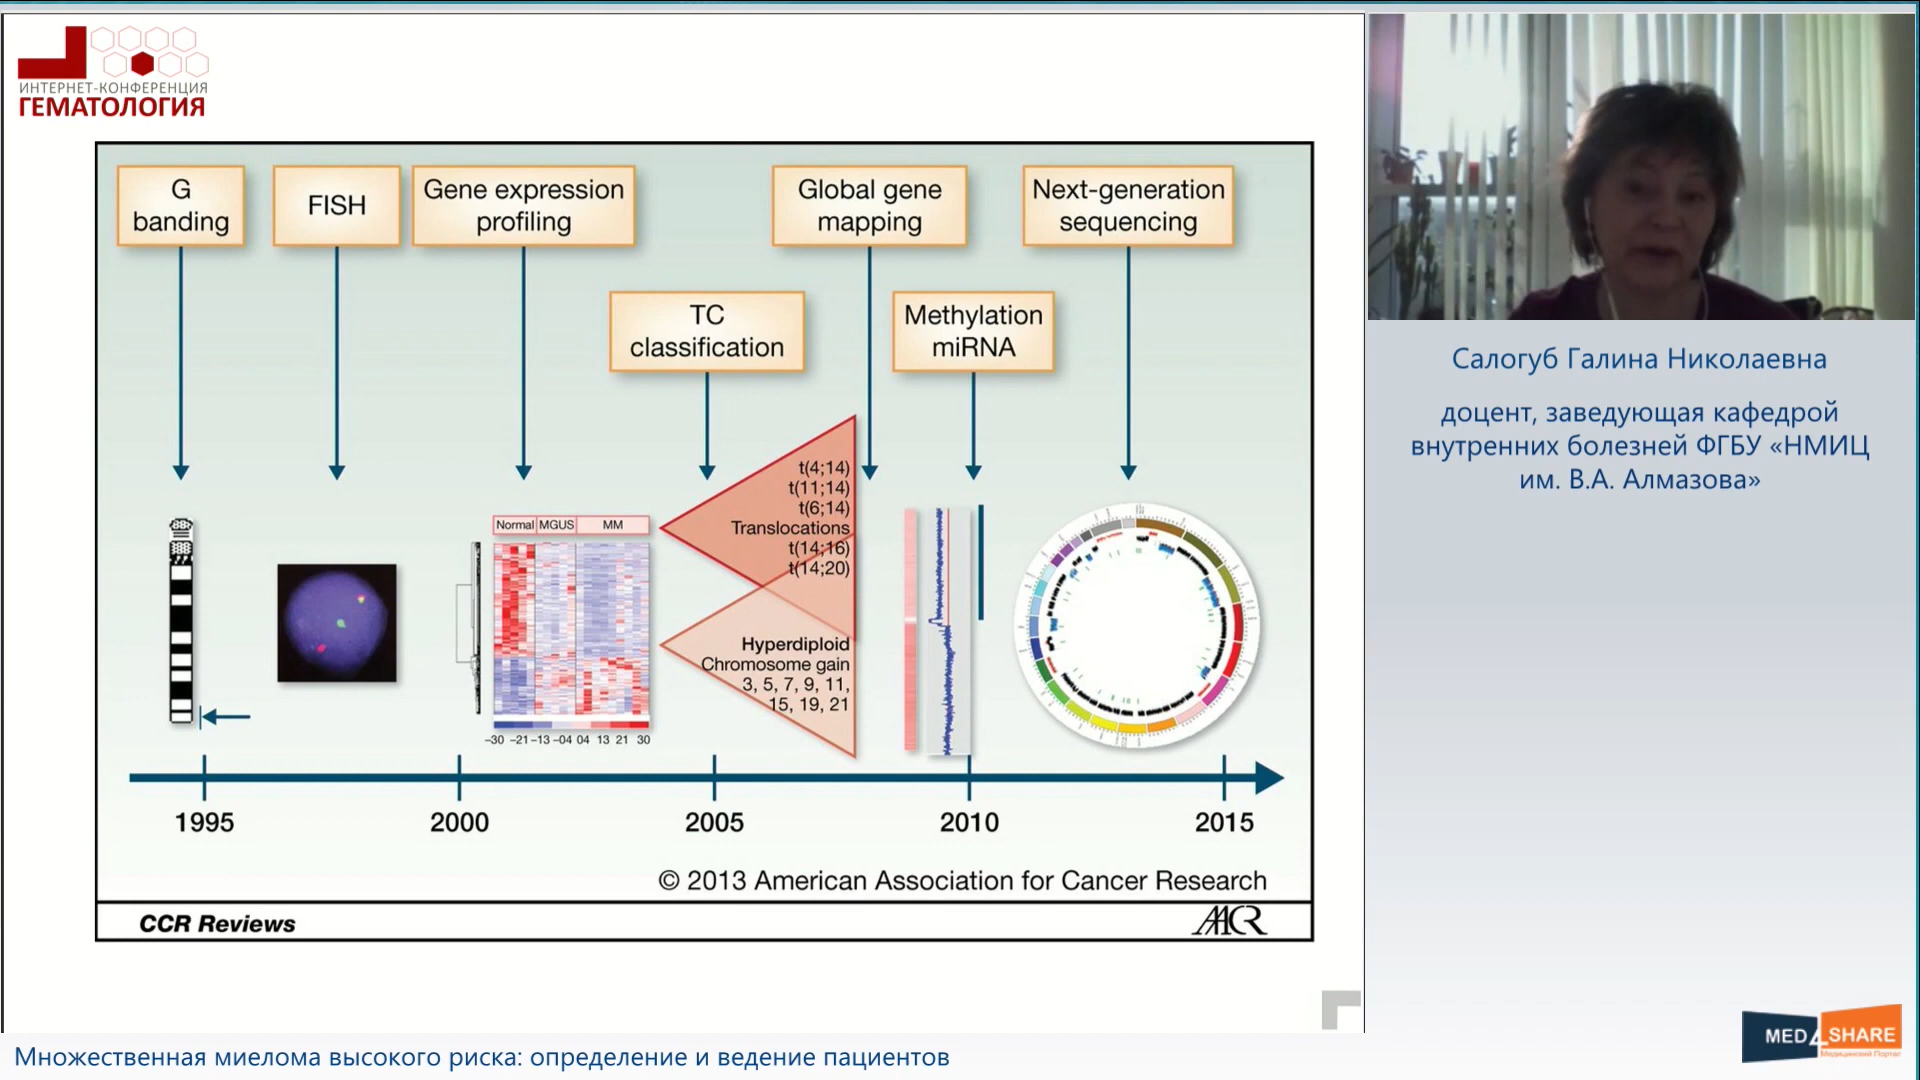 ИНТЕРНЕТ-КОНФЕРЕНЦИЯ
ГЕМАТОЛОГИЯ
G
banding
FISH
Gene expression
profiling
Global gene
mapping
Next-generation
sequencing
TC
classification
Methylation
miRNA
t(4;14)
t(11;14)
t(6;14)
Translocations
t(14;16)
t(14;20)
Normal MGUS MM
Hyperdiploid
Chromosome gain
3, 5, 7, 9, 11,
15, 19, 21
–30 –21 –13 –04 04 13 21 30
1995 2000 2005 2010 2015
© 2013 American Association for Cancer Research
CCR Reviews
AACR
Салогуб Галина Николаевна
доцент, заведующая кафедрой
внутренних болезней ФГБУ «НМИЦ
им. В.А. Алмазова»
MED4SHARE
Медицинский Портал
Множественная миелома высокого риска: определение и ведение пациентов